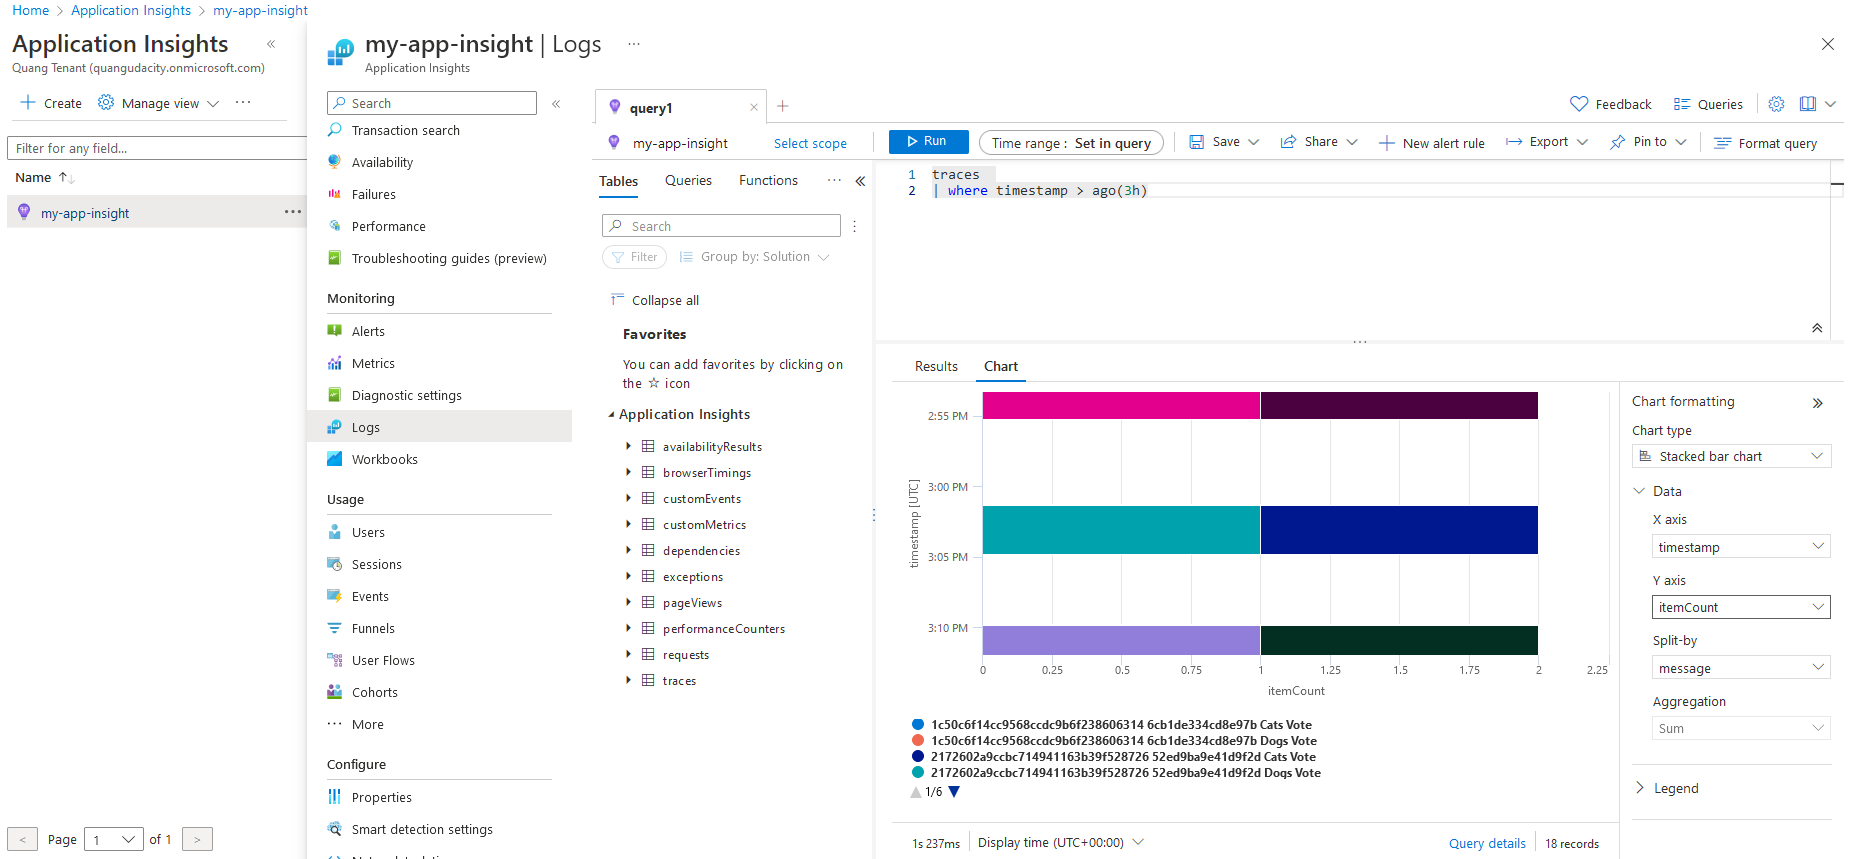 Home > Application Insights > my-app-insight
Application Insights
Quang Tenant (quangudacity.onmicrosoft.com)
Create
Manage view
Filter for any field...
Name
my-app-insight
Page 1 of 1
my-app-insight | Logs
Application Insights
Search
Transaction search
Availability
Failures
Performance
Troubleshooting guides (preview)
Monitoring
Alerts
Metrics
Diagnostic settings
Logs
Workbooks
Usage
Users
Sessions
Events
Funnels
User Flows
Cohorts
More
Configure
Properties
Smart detection settings
query1
Feedback
Queries
my-app-insight
Select scope
Run
Time range : Set in query
Save
Share
New alert rule
Export
Pin to
Format query
Tables
Queries
Functions
Search
Filter
Group by: Solution
Collapse all
Favorites
You can add favorites by clicking on
the ☆ icon
Application Insights
availabilityResults
browserTimings
customEvents
customMetrics
dependencies
exceptions
pageViews
performanceCounters
requests
traces
1 traces
2 | where timestamp > ago(3h)
Results
Chart
2:55 PM
3:00 PM
3:05 PM
3:10 PM
timestamp [UTC]
0 0.25 0.5 0.75 1 1.25 1.5 1.75 2 2.25
itemCount
1c50c6f14cc9568ccdc9b6f238606314 6cb1de334cd8e97b Cats Vote
1c50c6f14cc9568ccdc9b6f238606314 6cb1de334cd8e97b Dogs Vote
2172602a9ccbc714941163b39f528726 52ed9ba9e41d9f2d Cats Vote
2172602a9ccbc714941163b39f528726 52ed9ba9e41d9f2d Dogs Vote
1/6
Chart formatting
Chart type
Stacked bar chart
Data
X axis
timestamp
Y axis
itemCount
Split-by
message
Aggregation
Sum
Legend
1s 237ms
Display time (UTC+00:00)
Query details
18 records